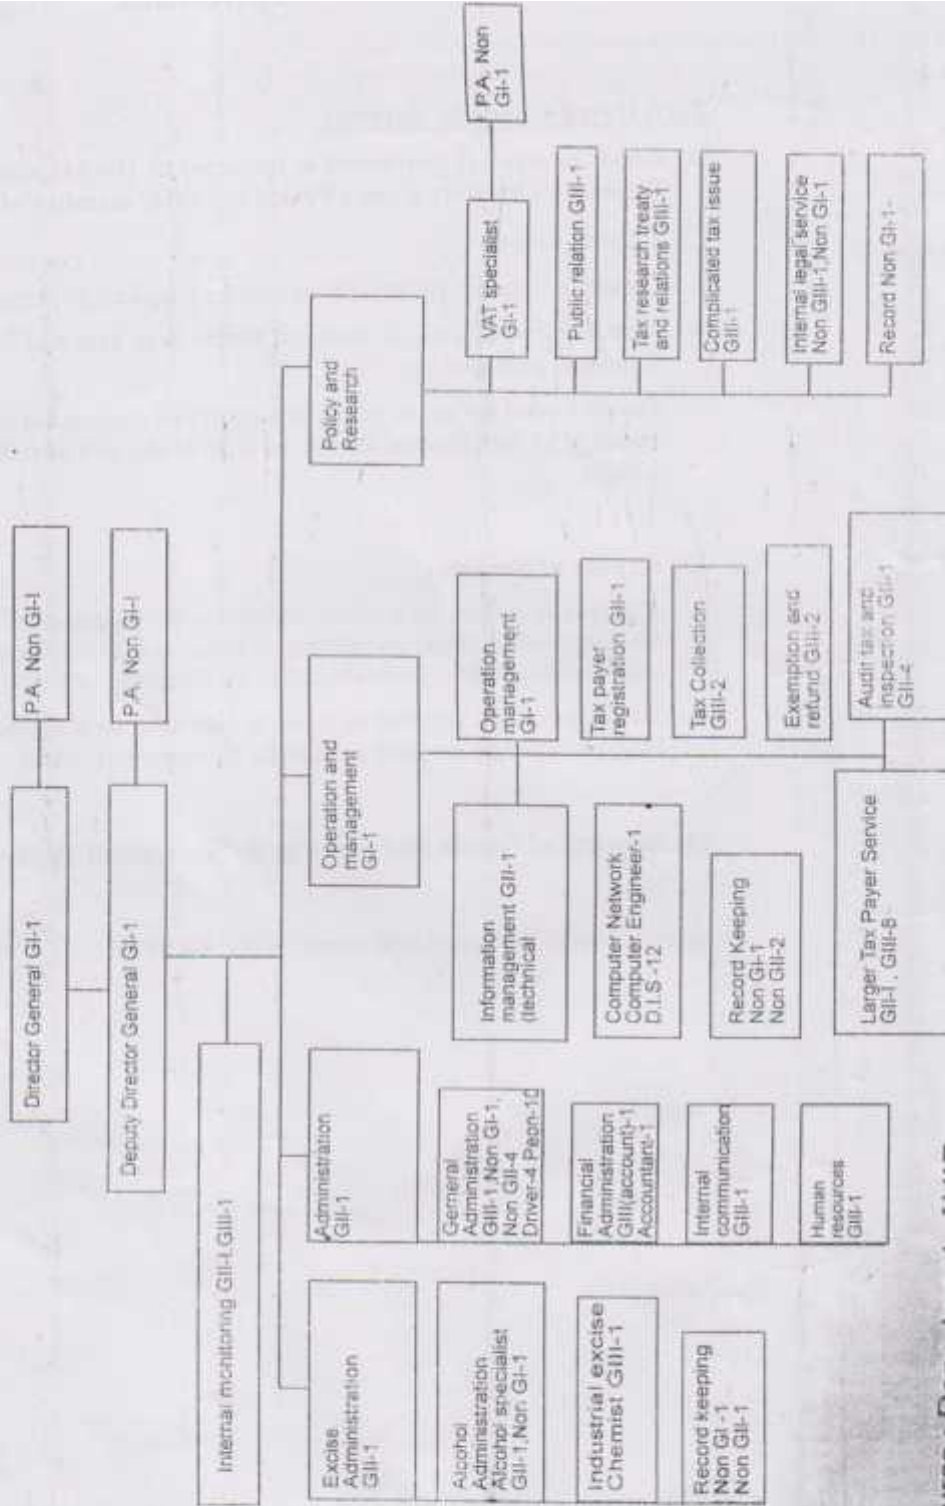 Director General GI-1
P.A. Non GI-I
Deputy Director General GI-1
P.A. Non GI-I
Internal monitoring GII-I,GIII-1
Excise
Administration
GII-1
Administration
GII-1
Operation and
management
GI-1
Policy and
Research
Alcohol
Administration
Alcohol specialist
GII-1,Non GI-1
Industrial excise
Chemist GIII-1
Record keeping
Non GI -1
Non GII-1
Gerneral
Administration
GIII-1,Non GI-1,
Non GII-4
Driver-4,Peon-10
Financial
Administration
GIII(account)-1
Accountant-1
Internal
communication
GIII-1
Human
resources
GIII-1
Information
management GII-1
(technical
Computer Network
Computer Engineer-1
D.I.S.-12
Record Keeping
Non GI-1
Non GII-2
Larger Tax Payer Service
GII-I , GIII-8
Operation
management
GI-1
Tax payer
registration GII-1
Tax Collection
GIII-2
Exemption and
refund GIII-2
Audit tax and
inspection GII-1
GII-4
VAT specialist
GI-1
P.A. Non
GI-1
Public relation GIII-1
Tax research treaty
and relations GIII-1
Complicated tax issue
GIII-1
Internal legal service
Non GIII-1,Non GI-1
Record Non GI-1-